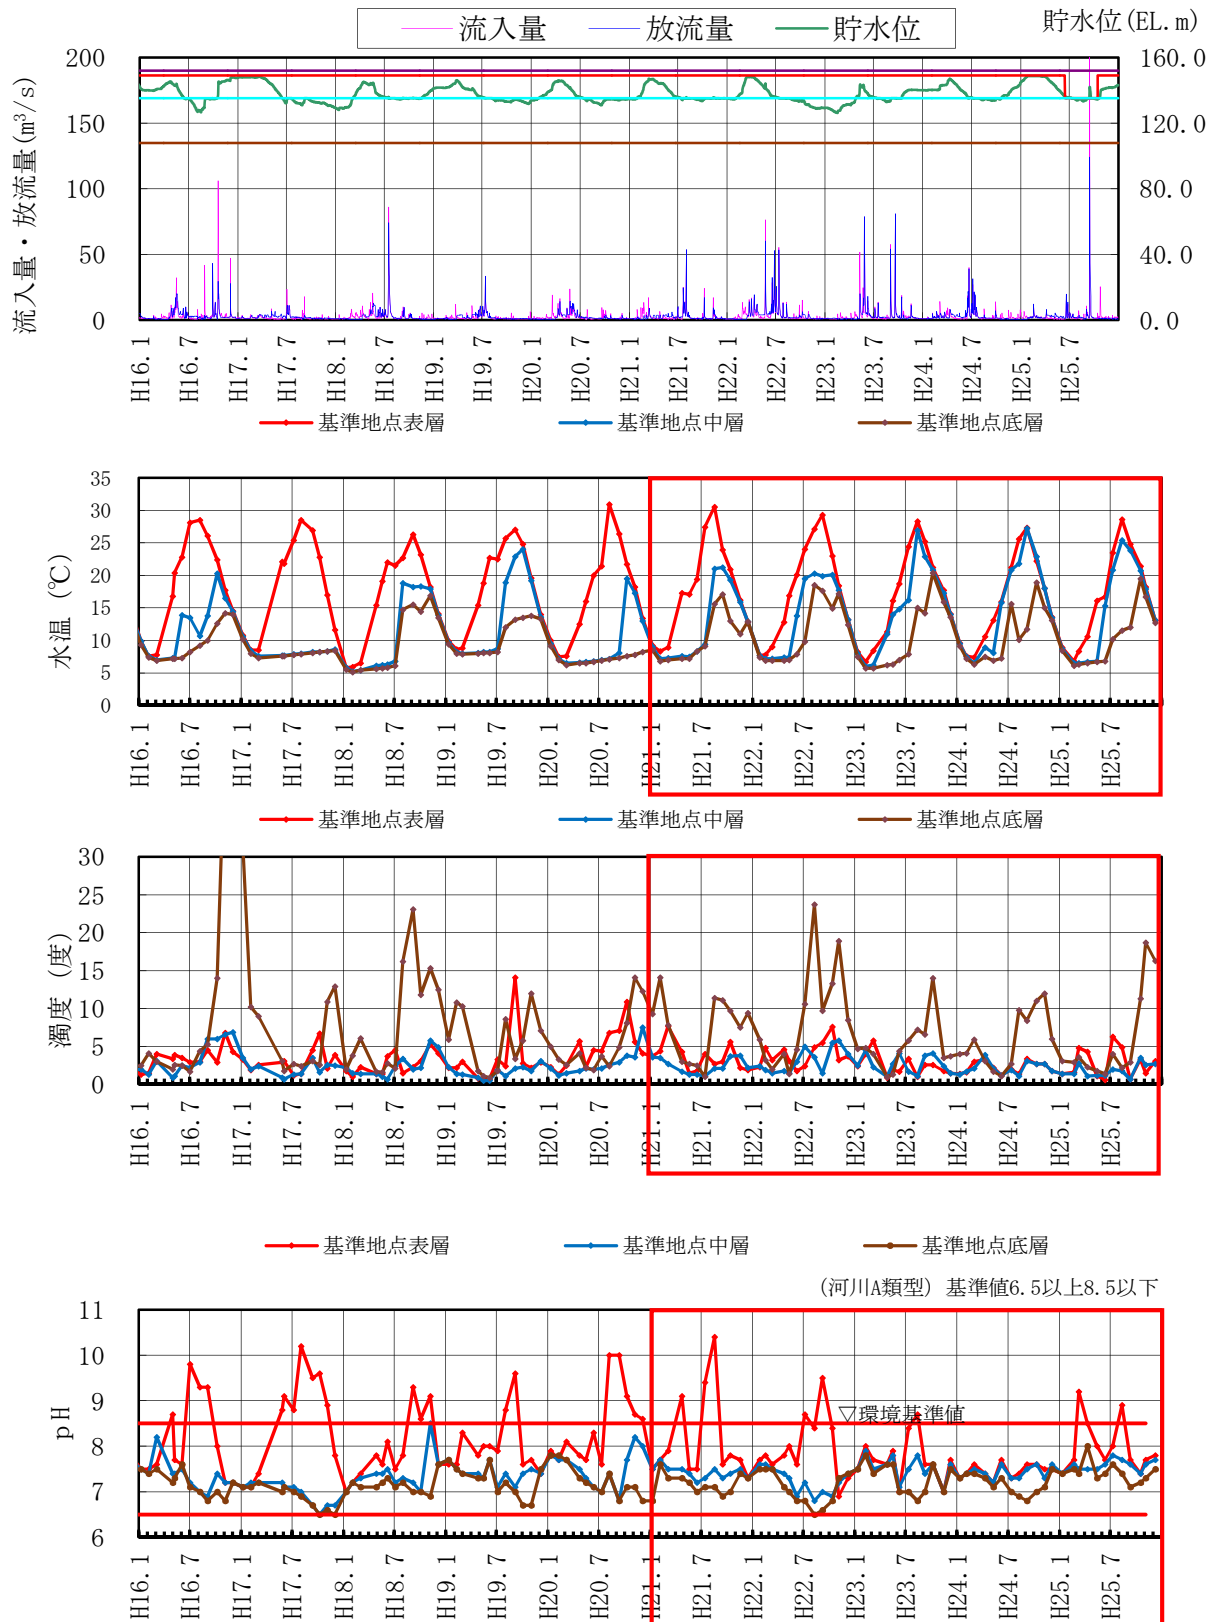 流入量 放流量 貯水位 貯水位(EL.m)
流入量・放流量(m³/s)
200 160.0
150 120.0
100 80.0
50 40.0
0 0.0
H16.1 H16.7 H17.1 H17.7 H18.1 H18.7 H19.1 H19.7 H20.1 H20.7 H21.1 H21.7 H22.1 H22.7 H23.1 H23.7 H24.1 H24.7 H25.1 H25.7
基準地点表層 基準地点中層 基準地点底層
水温 (℃)
35
30
25
20
15
10
5
0
H16.1 H16.7 H17.1 H17.7 H18.1 H18.7 H19.1 H19.7 H20.1 H20.7 H21.1 H21.7 H22.1 H22.7 H23.1 H23.7 H24.1 H24.7 H25.1 H25.7
基準地点表層 基準地点中層 基準地点底層
濁度 (度)
30
25
20
15
10
5
0
H16.1 H16.7 H17.1 H17.7 H18.1 H18.7 H19.1 H19.7 H20.1 H20.7 H21.1 H21.7 H22.1 H22.7 H23.1 H23.7 H24.1 H24.7 H25.1 H25.7
基準地点表層 基準地点中層 基準地点底層
(河川A類型) 基準値6.5以上8.5以下
pH
11
10
9
8
7
6
▽環境基準値
H16.1 H16.7 H17.1 H17.7 H18.1 H18.7 H19.1 H19.7 H20.1 H20.7 H21.1 H21.7 H22.1 H22.7 H23.1 H23.7 H24.1 H24.7 H25.1 H25.7